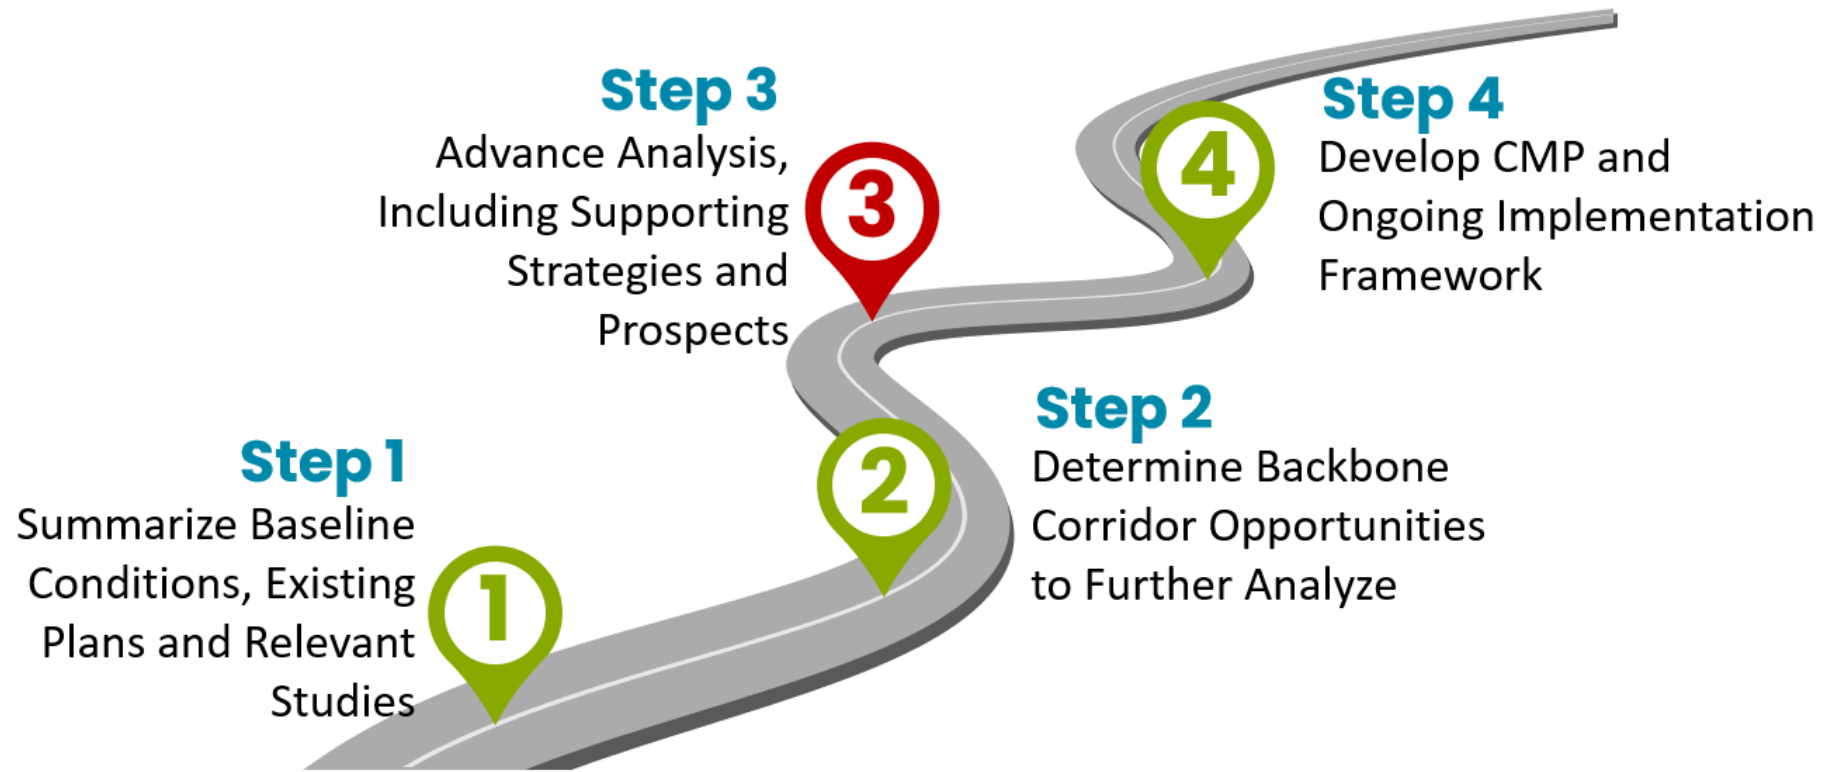 Step 1
Summarize Baseline
Conditions, Existing
Plans and Relevant
Studies
1
Step 2
Determine Backbone
Corridor Opportunities
to Further Analyze
2
Step 3
Advance Analysis,
Including Supporting
Strategies and
Prospects
3
Step 4
Develop CMP and
Ongoing Implementation
Framework
4